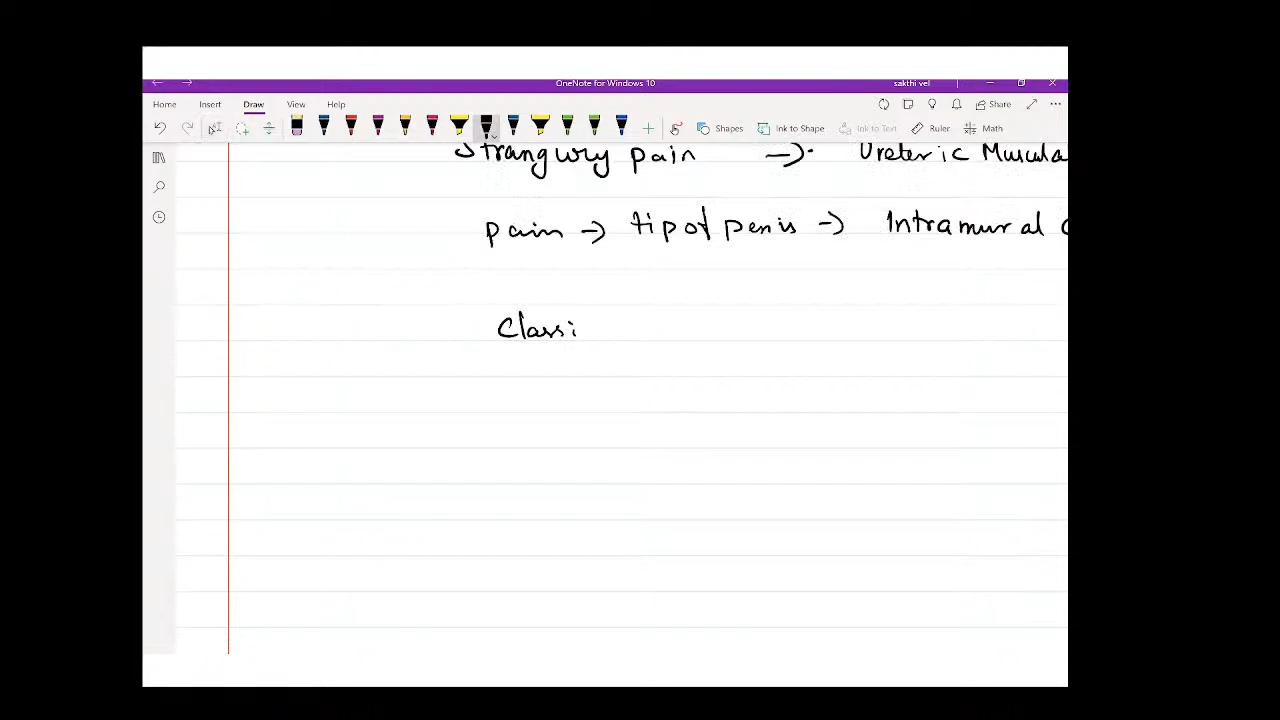 OneNote for Windows 10
sakthi vel
Home Insert Draw View Help
Share
Shapes Ink to Shape Ink to Text Ruler Math
Strangury pain → Ureteric Muscula
pain → tip of penis → Intramural
Classi